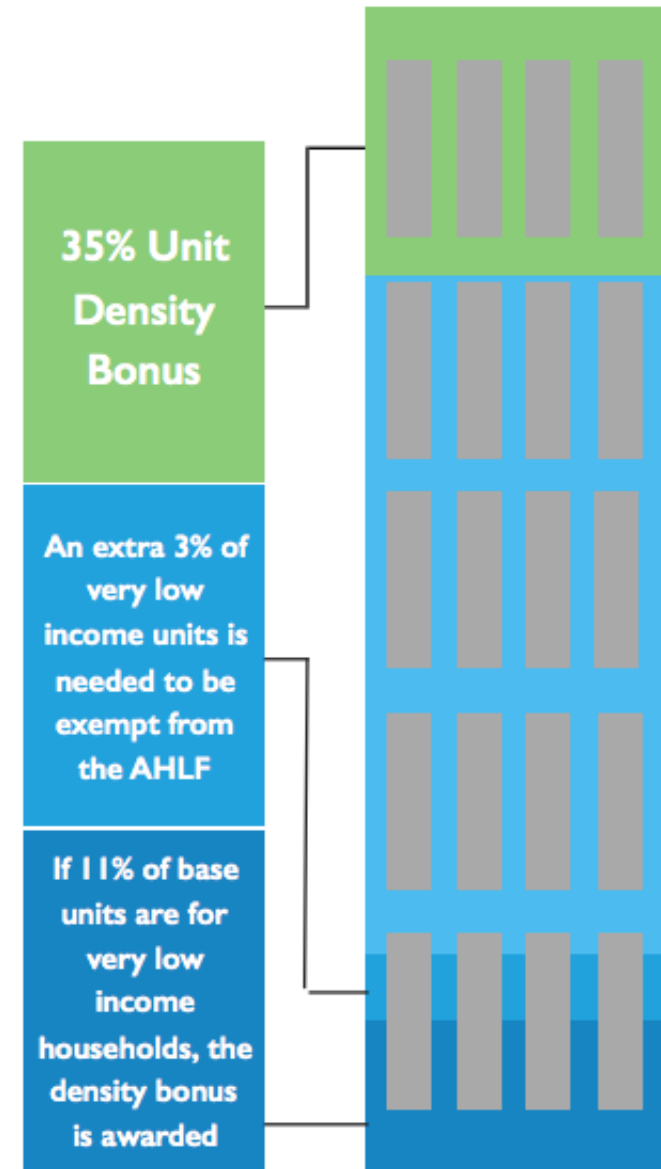 35% Unit
Density
Bonus
An extra 3% of
very low
income units is
needed to be
exempt from
the AHLF
If 11% of base
units are for
very low
income
households, the
density bonus
is awarded